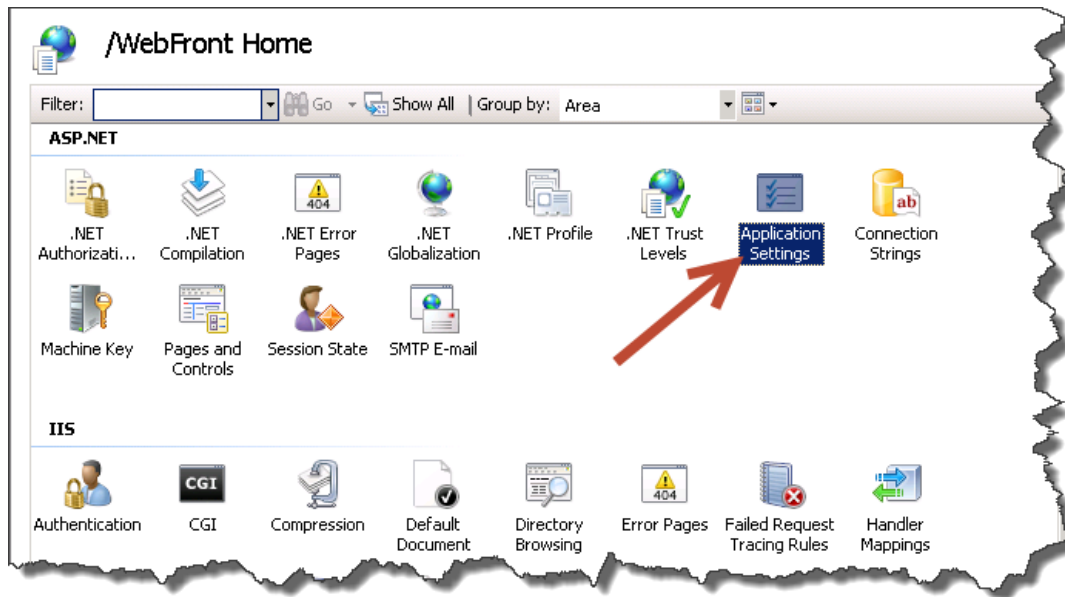 /WebFront Home
Filter: Go Show All Group by: Area
ASP.NET
404
ab
.NET Authorizati...
.NET Compilation
.NET Error Pages
.NET Globalization
.NET Profile
.NET Trust Levels
Application Settings
Connection Strings
Machine Key
Pages and Controls
Session State
SMTP E-mail
IIS
CGI
404
Authentication
CGI
Compression
Default Document
Directory Browsing
Error Pages
Failed Request Tracing Rules
Handler Mappings